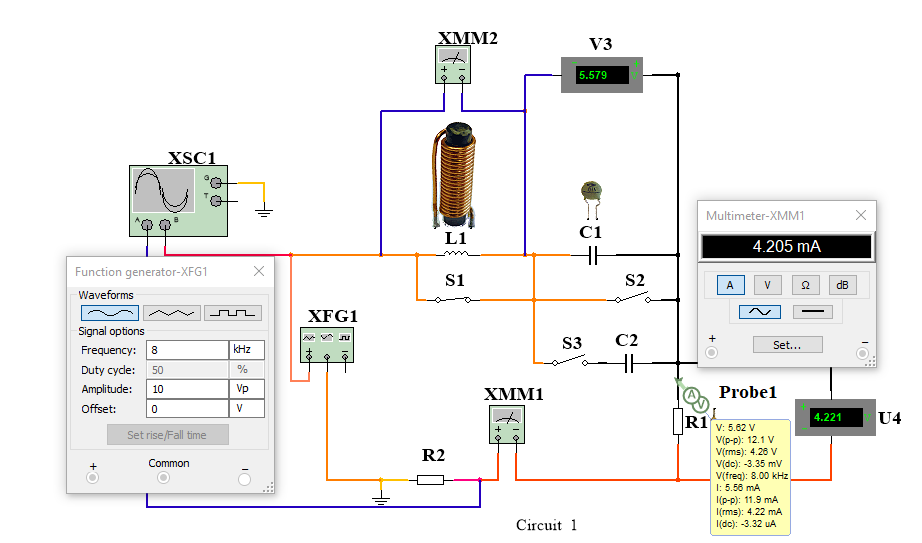 XMM2
V3
+
-
+
-
V
5.579
XSC1
G
T
A
B
L1
C1
S1
S2
S3
C2
XFG1
+
-
XMM1
+
-
R1
R2
Probe1
U4
+
-
V
4.221
Multimeter-XMM1
4.205 mA
A
V
Ω
dB
+
Set...
-
Function generator-XFG1
Waveforms
Signal options
Frequency: 8 kHz
Duty cycle: 50 %
Amplitude: 10 Vp
Offset: 0 V
Set rise/Fall time
+
Common
-
A
V
V: 5.62 V
V(p-p): 12.1 V
V(rms): 4.26 V
V(dc): -3.35 mV
V(freq): 8.00 kHz
I: 5.56 mA
I(p-p): 11.9 mA
I(rms): 4.22 mA
I(dc): -3.32 uA
Circuit 1